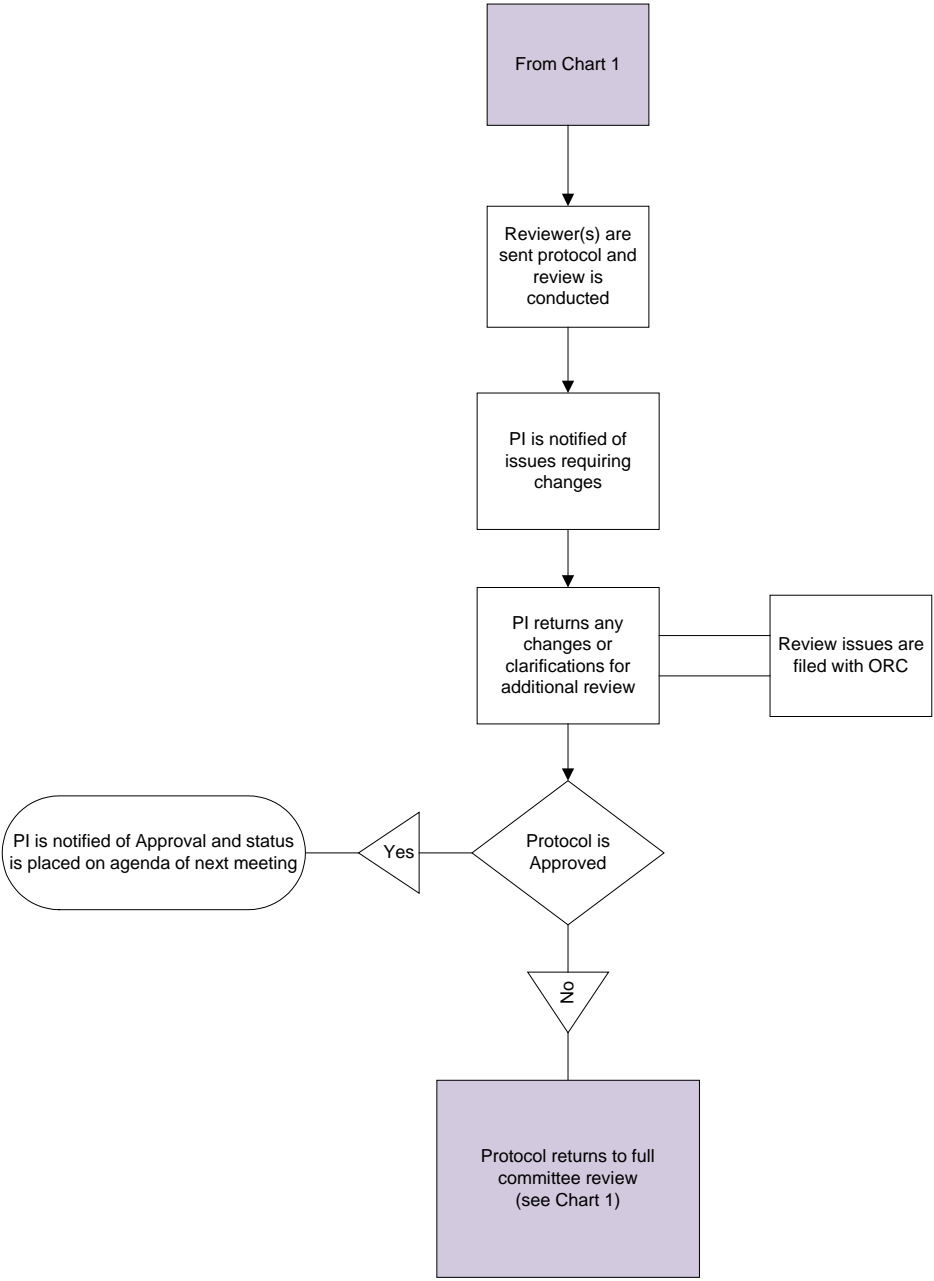 From Chart 1
Reviewer(s) are
sent protocol and
review is
conducted
PI is notified of
issues requiring
changes
PI returns any
changes or
clarifications for
additional review
Review issues are
filed with ORC
Protocol is
Approved
Yes
PI is notified of Approval and status
is placed on agenda of next meeting
No
Protocol returns to full
committee review
(see Chart 1)